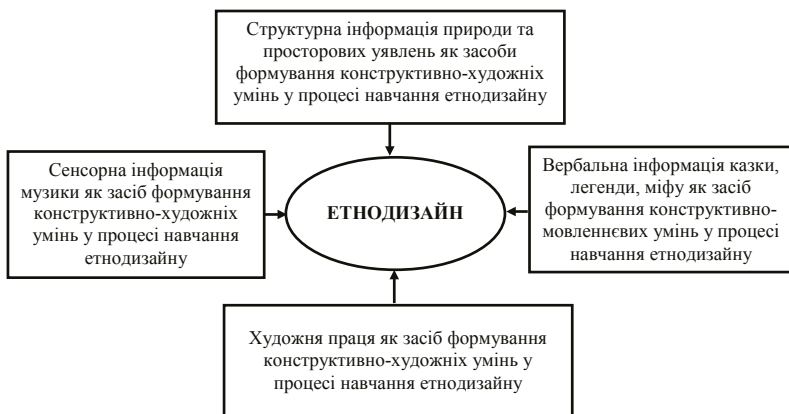 Структурна інформація природи та
просторових уявлень як засоби
формування конструктивно-художніх
умінь у процесі навчання етнодизайну
Сенсорна інформація
музики як засіб формування
конструктивно-художніх
умінь у процесі навчання
етнодизайну
ЕТНОДИЗАЙН
Вербальна інформація казки,
легенди, міфу як засіб
формування конструктивно-
мовленнєвих умінь у процесі
навчання етнодизайну
Художня праця як засіб формування
конструктивно-художніх умінь у
процесі навчання етнодизайну